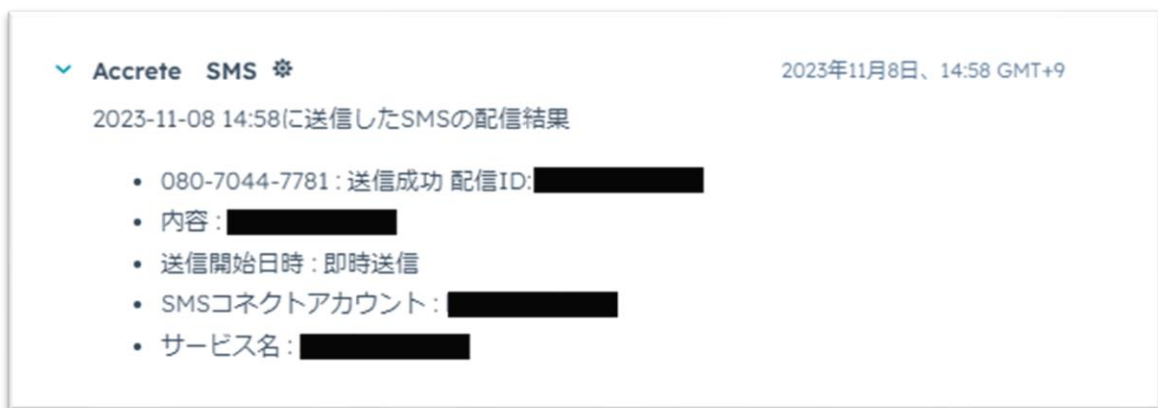 Accrete SMS
2023年11月8日、14:58 GMT+9
2023-11-08 14:58に送信したSMSの配信結果
• 080-7044-7781 : 送信成功 配信ID:
• 内容 :
• 送信開始日時 : 即時送信
• SMSコネクトアカウント :
• サービス名 :